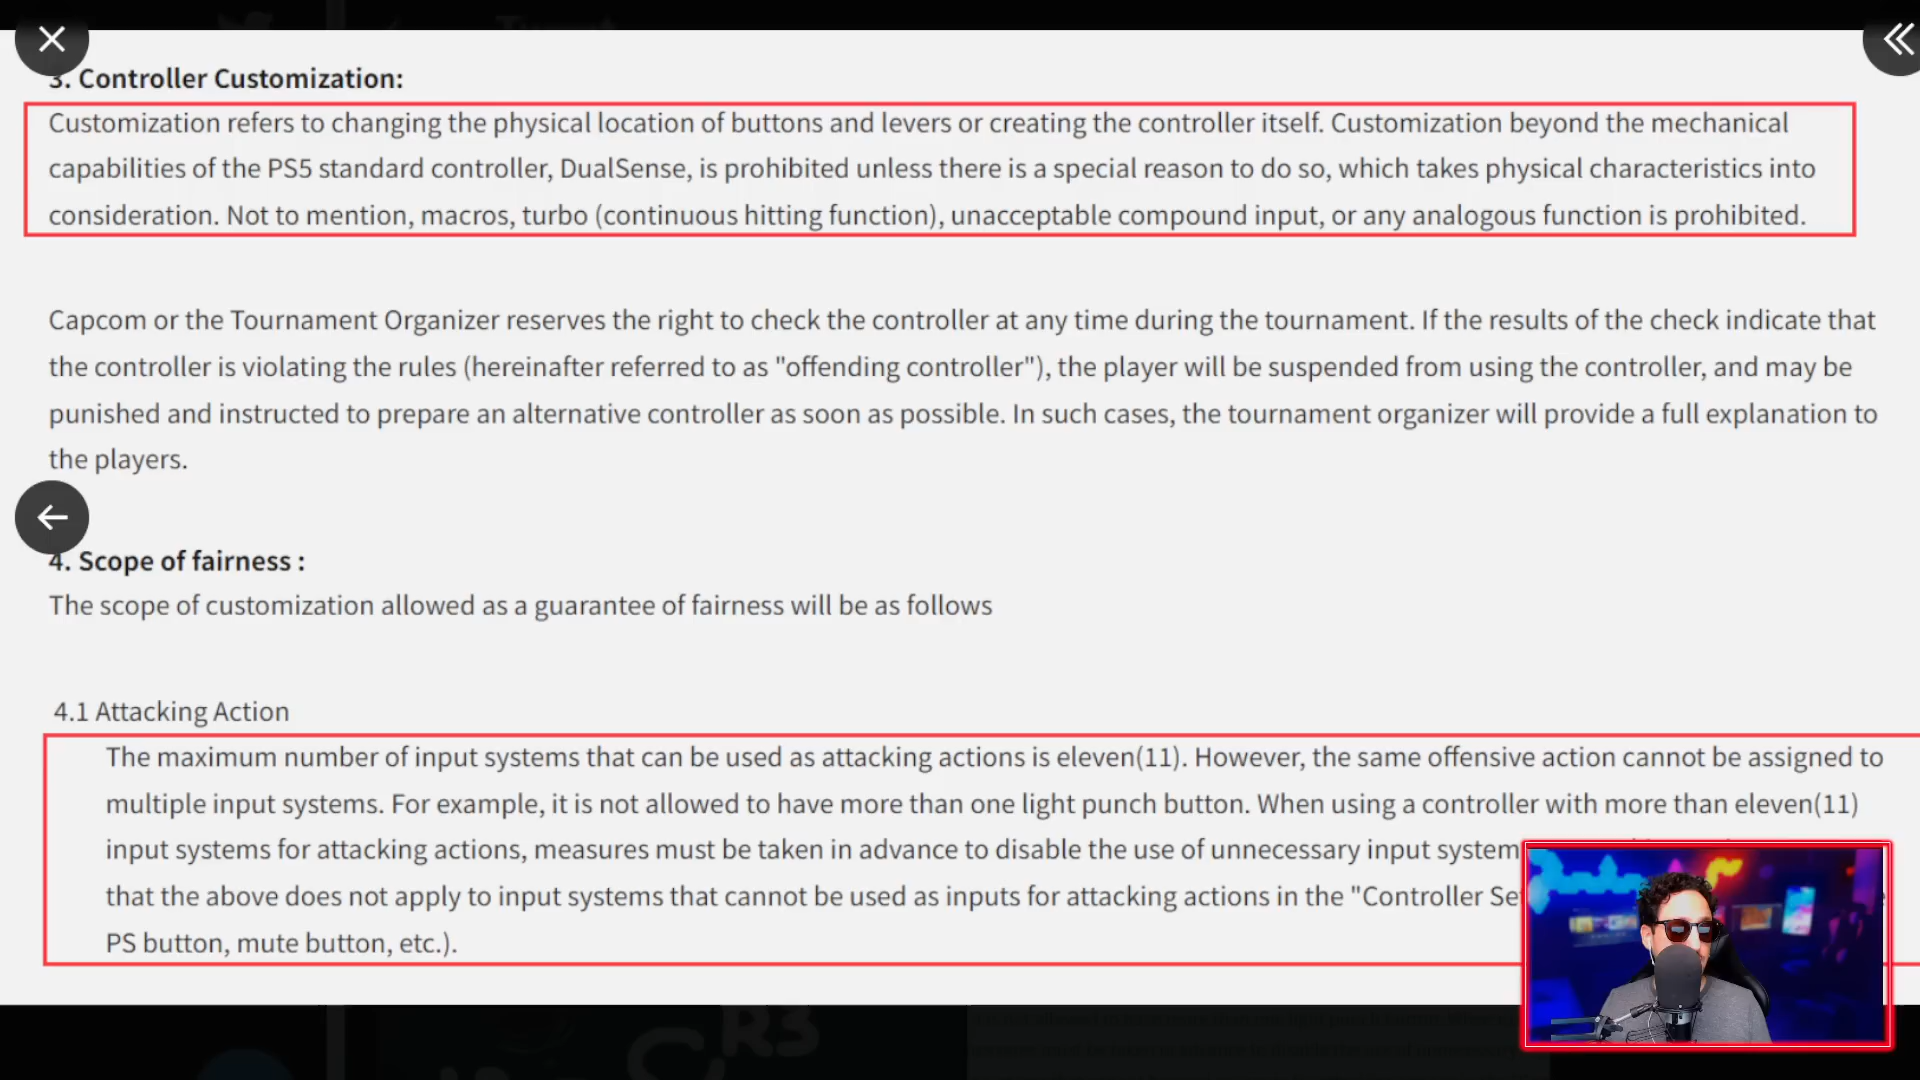 3. Controller Customization:
Customization refers to changing the physical location of buttons and levers or creating the controller itself. Customization beyond the mechanical
capabilities of the PS5 standard controller, DualSense, is prohibited unless there is a special reason to do so, which takes physical characteristics into
consideration. Not to mention, macros, turbo (continuous hitting function), unacceptable compound input, or any analogous function is prohibited.
Capcom or the Tournament Organizer reserves the right to check the controller at any time during the tournament. If the results of the check indicate that
the controller is violating the rules (hereinafter referred to as "offending controller"), the player will be suspended from using the controller, and may be
punished and instructed to prepare an alternative controller as soon as possible. In such cases, the tournament organizer will provide a full explanation to
the players.
4. Scope of fairness :
The scope of customization allowed as a guarantee of fairness will be as follows
4.1 Attacking Action
The maximum number of input systems that can be used as attacking actions is eleven(11). However, the same offensive action cannot be assigned to
multiple input systems. For example, it is not allowed to have more than one light punch button. When using a controller with more than eleven(11)
input systems for attacking actions, measures must be taken in advance to disable the use of unnecessary input system
that the above does not apply to input systems that cannot be used as inputs for attacking actions in the "Controller Se
PS button, mute button, etc.).
R3